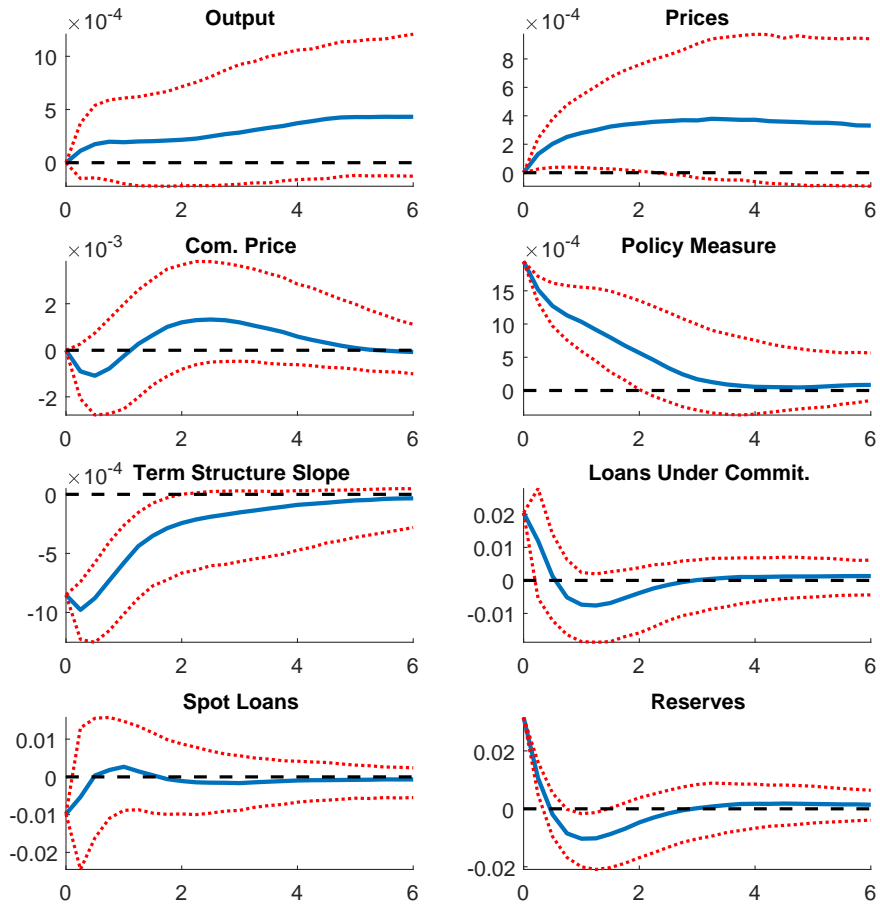 Output
×10⁻⁴
10
5
0
0 2 4 6
Prices
×10⁻⁴
8
6
4
2
0
0 2 4 6
Com. Price
×10⁻³
2
0
-2
0 2 4 6
Policy Measure
×10⁻⁴
15
10
5
0
0 2 4 6
Term Structure Slope
×10⁻⁴
0
-5
-10
0 2 4 6
Loans Under Commit.
0.02
0.01
0
-0.01
0 2 4 6
Spot Loans
0.01
0
-0.01
-0.02
0 2 4 6
Reserves
0.02
0
-0.02
0 2 4 6